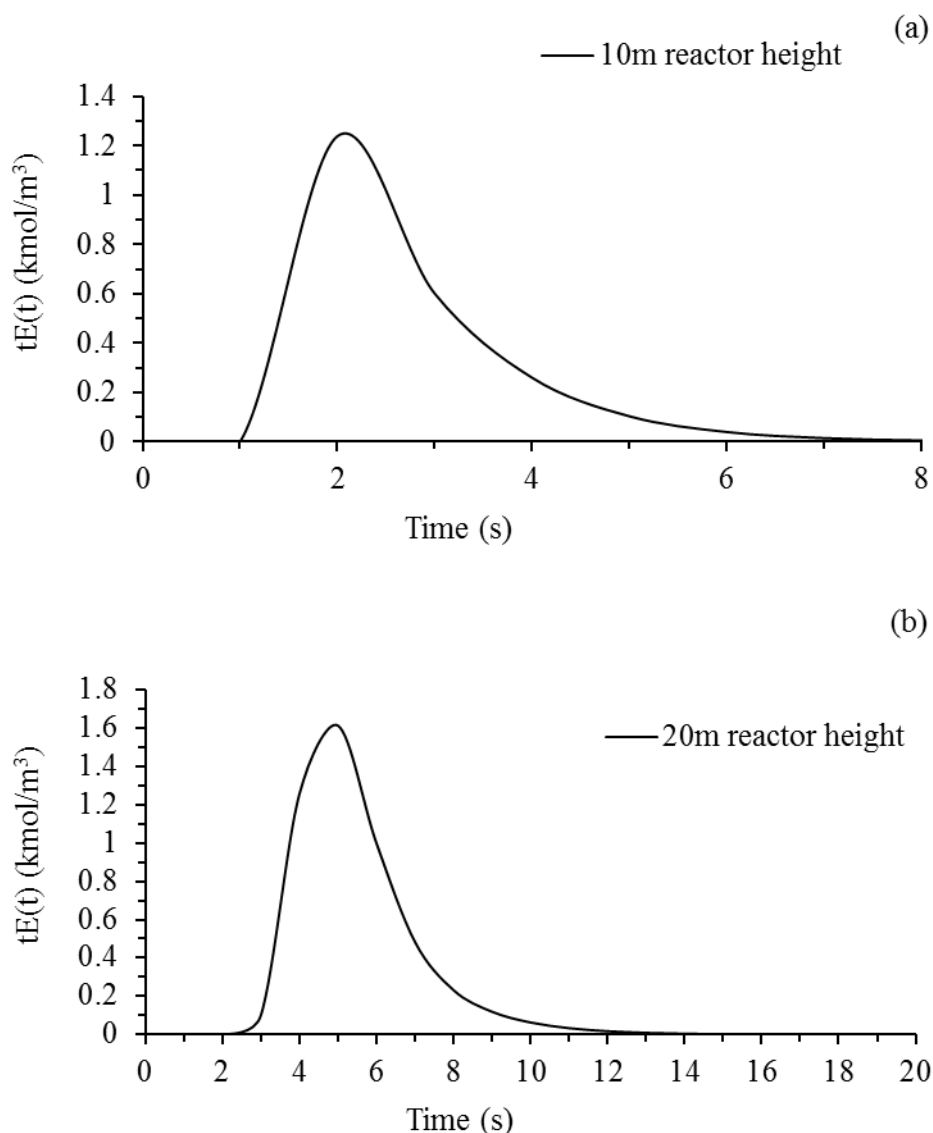 (a)
10m reactor height
1.4
1.2
1
0.8
0.6
0.4
0.2
0
tE(t) (kmol/m³)
0 2 4 6 8
Time (s)
(b)
20m reactor height
1.8
1.6
1.4
1.2
1
0.8
0.6
0.4
0.2
0
tE(t) (kmol/m³)
0 2 4 6 8 10 12 14 16 18 20
Time (s)